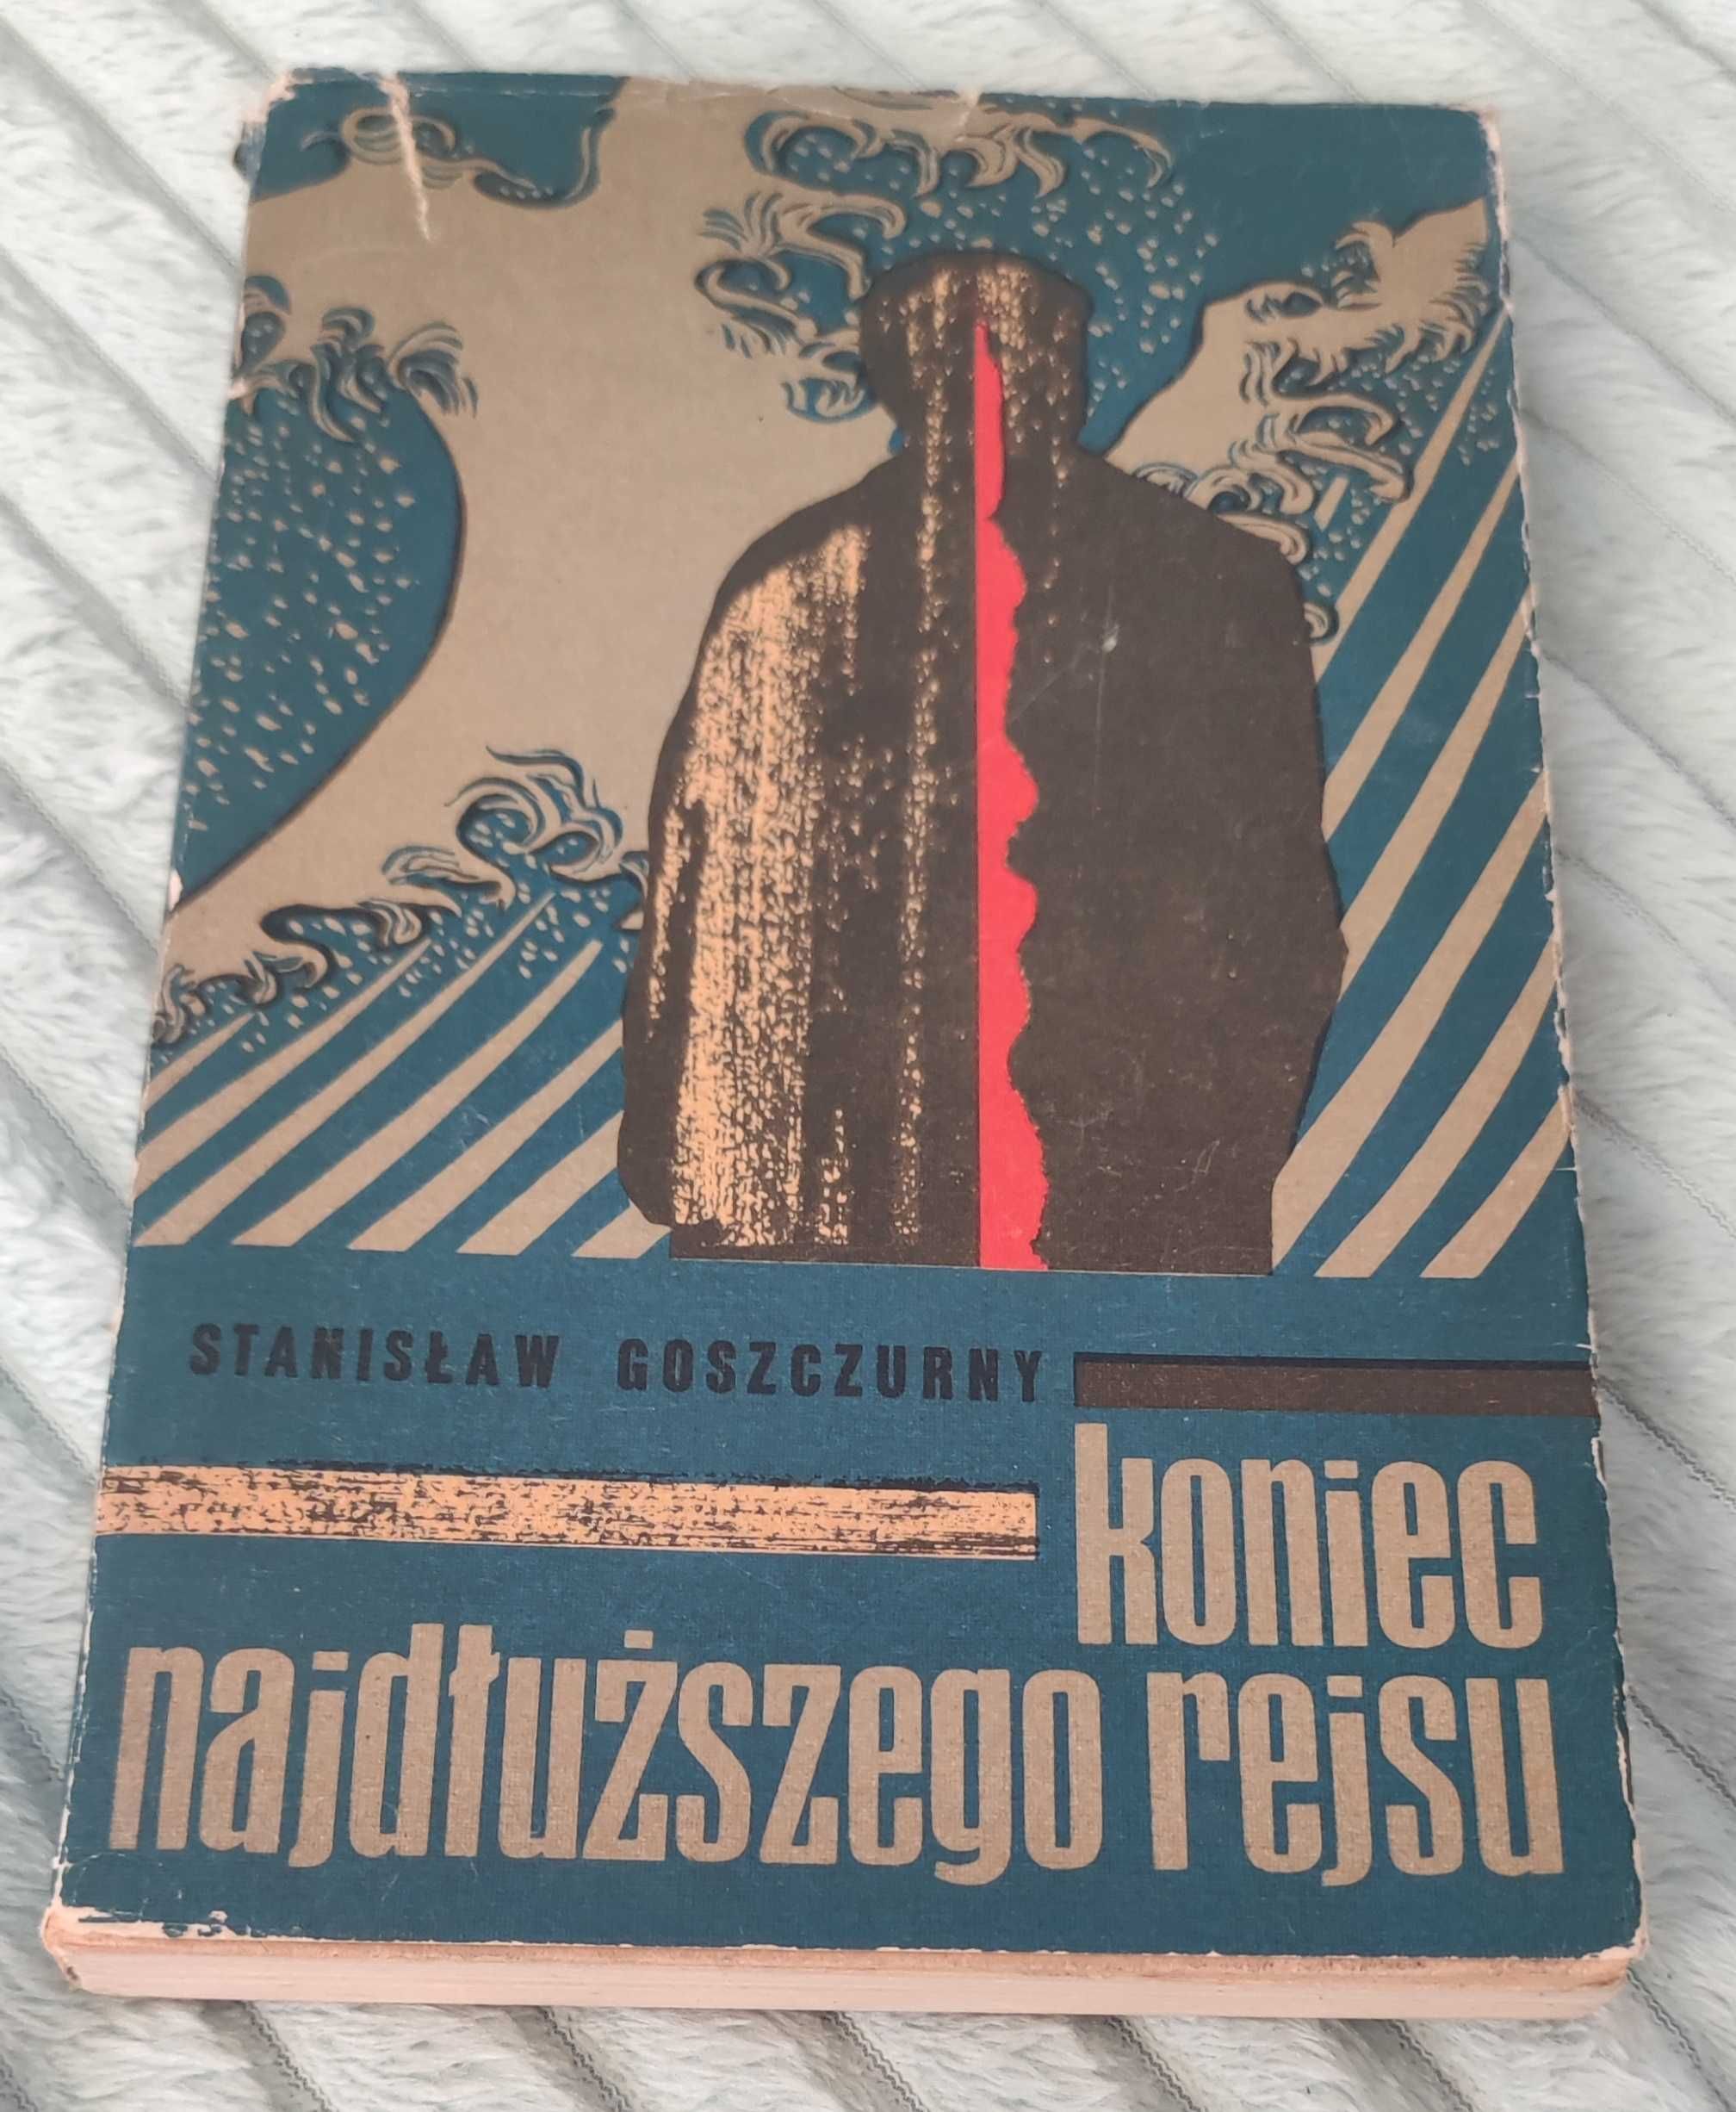 STANISŁAW GOSZCZURNY
koniec
najdłuższego rejsu